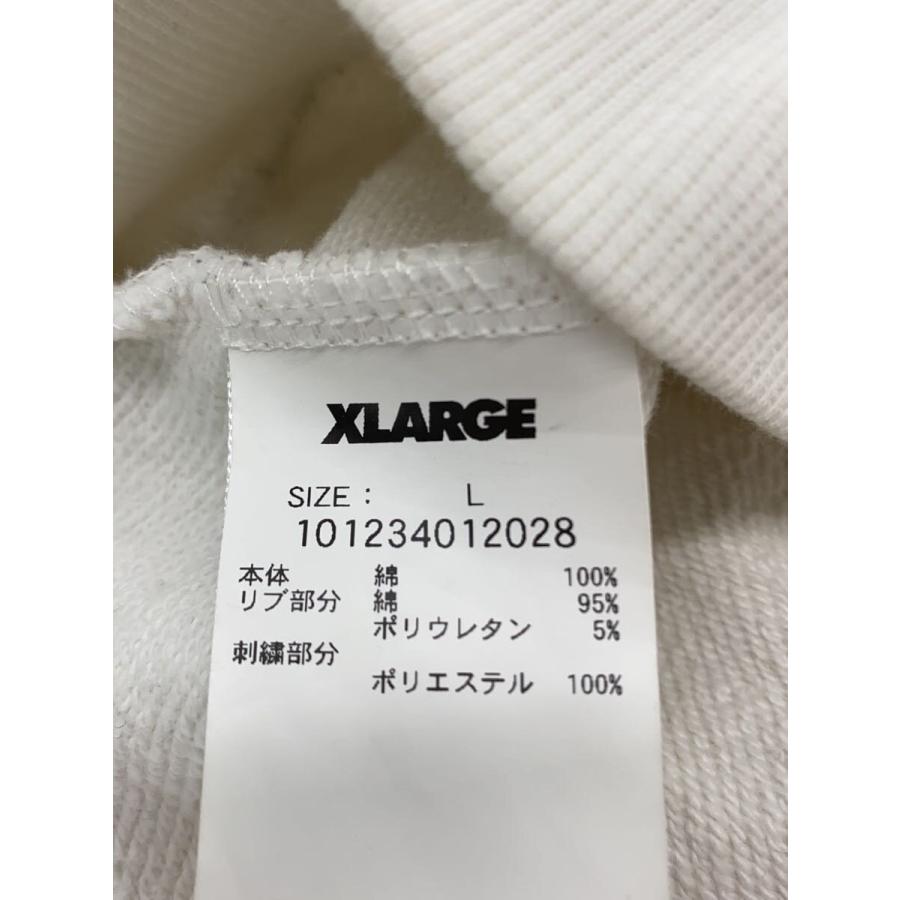 XLARGE
SIZE : L
101234012028
本体 綿 100%
リブ部分 綿 95%
ポリウレタン 5%
刺繍部分
ポリエステル 100%